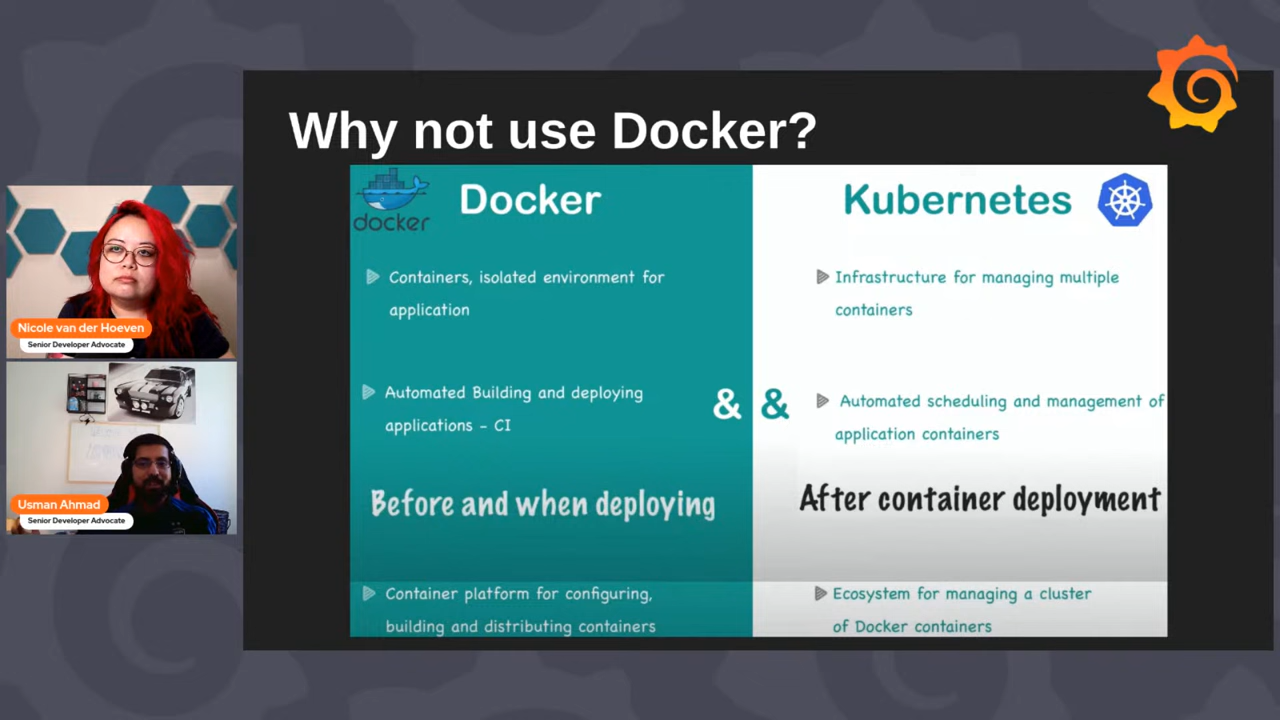 Why not use Docker?
docker
Docker
Containers, isolated environment for
application
Automated Building and deploying
applications - CI
&
Before and when deploying
Container platform for configuring,
building and distributing containers
Kubernetes
Infrastructure for managing multiple
containers
&
Automated scheduling and management of
application containers
After container deployment
Ecosystem for managing a cluster
of Docker containers
Nicole van der Hoeven
Senior Developer Advocate
Usman Ahmad
Senior Developer Advocate